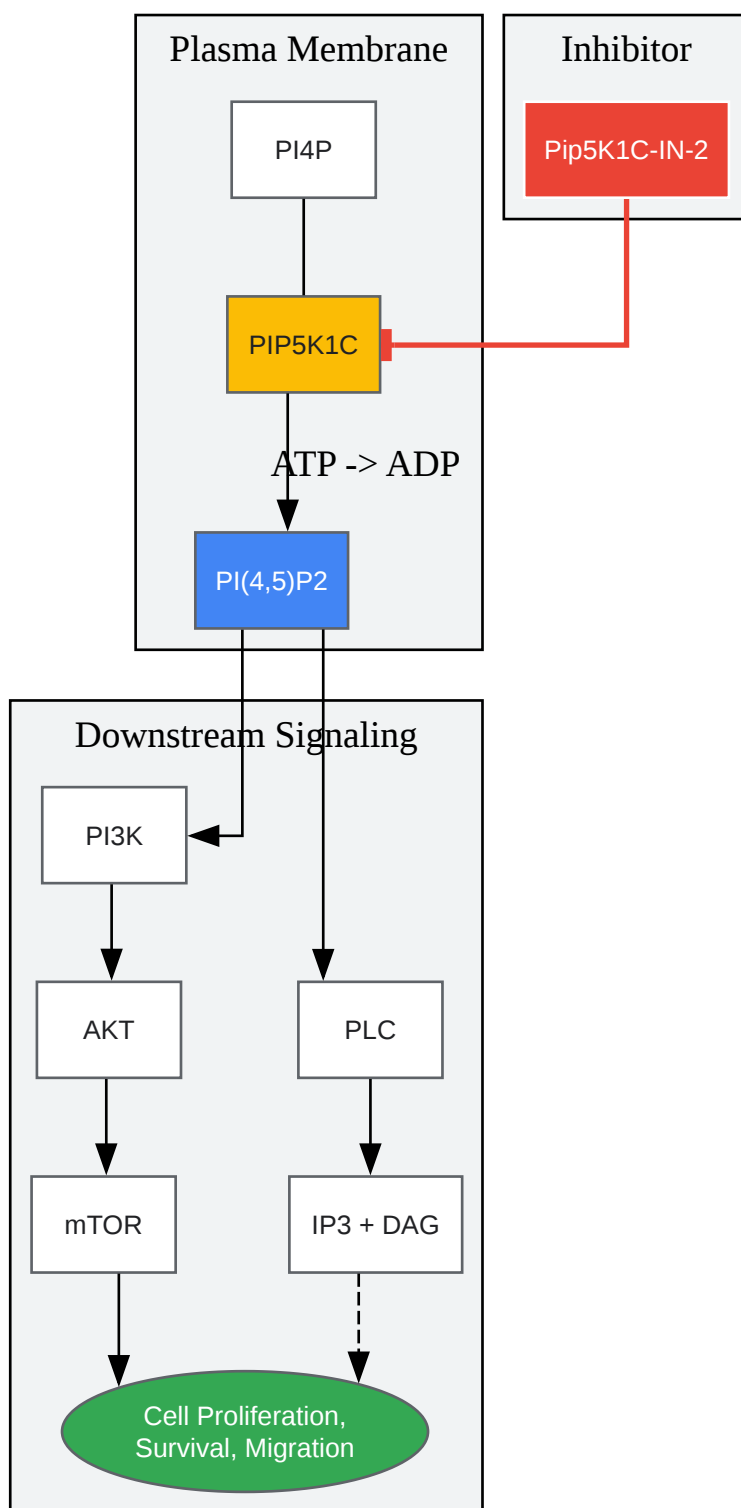 Plasma Membrane
Inhibitor
PI4P
Pip5K1C-IN-2
PIP5K1C
ATP -> ADP
PI(4,5)P2
Downstream Signaling
PI3K
AKT
PLC
mTOR
IP3 + DAG
Cell Proliferation,
Survival, Migration